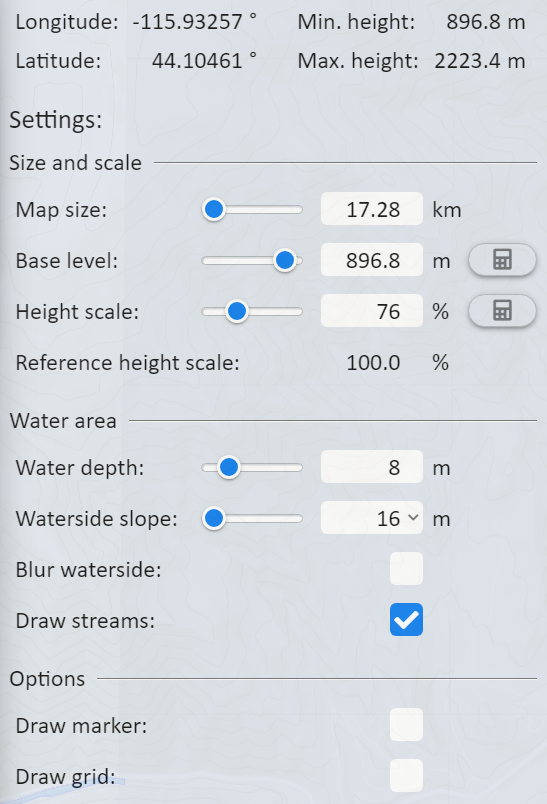 Longitude: -115.93257 ° Min. height: 896.8 m
Latitude: 44.10461 ° Max. height: 2223.4 m
Settings:
Size and scale
Map size: 17.28 km
Base level: 896.8 m
Height scale: 76 %
Reference height scale: 100.0 %
Water area
Water depth: 8 m
Waterside slope: 16 m
Blur waterside:
Draw streams:
Options
Draw marker:
Draw grid: